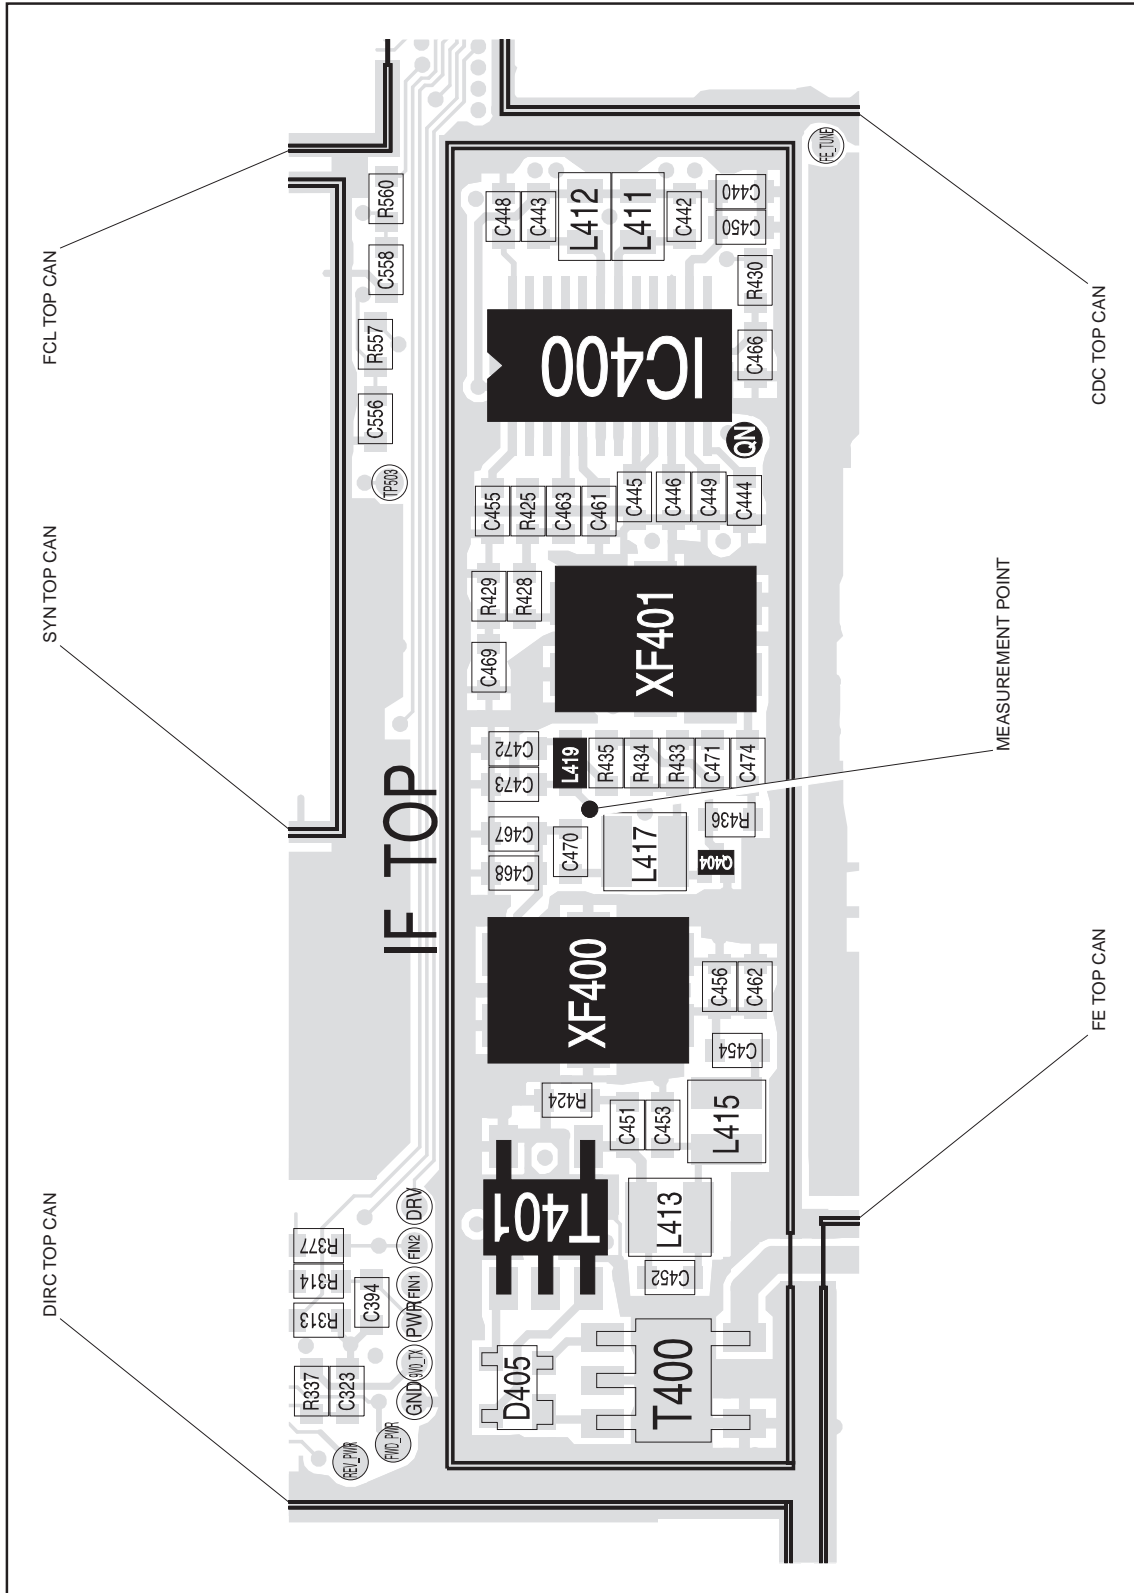 FCL TOP CAN
SYN TOP CAN
DIRC TOP CAN
CDC TOP CAN
MEASUREMENT POINT
FE TOP CAN
IF TOP
FE_TUNE
R560
C558
R557
C556
TP503
C448
C443
L412
L411
C442
C440
C450
R430
C466
IC400
QN
C455
R425
C463
C461
C445
C446
C449
C444
R429
R428
C469
XF401
C472
C473
L419
R435
R434
R433
C471
C474
C467
C468
C470
L417
R436
Q404
XF400
C456
C462
C454
R424
C451
C453
L415
T401
L413
C452
D405
T400
R377
R314
R313
C394
R337
C323
DRV
FIN2
FIN1
PWR
9V0_TX
GND
FWD_PWR
REV_PWR